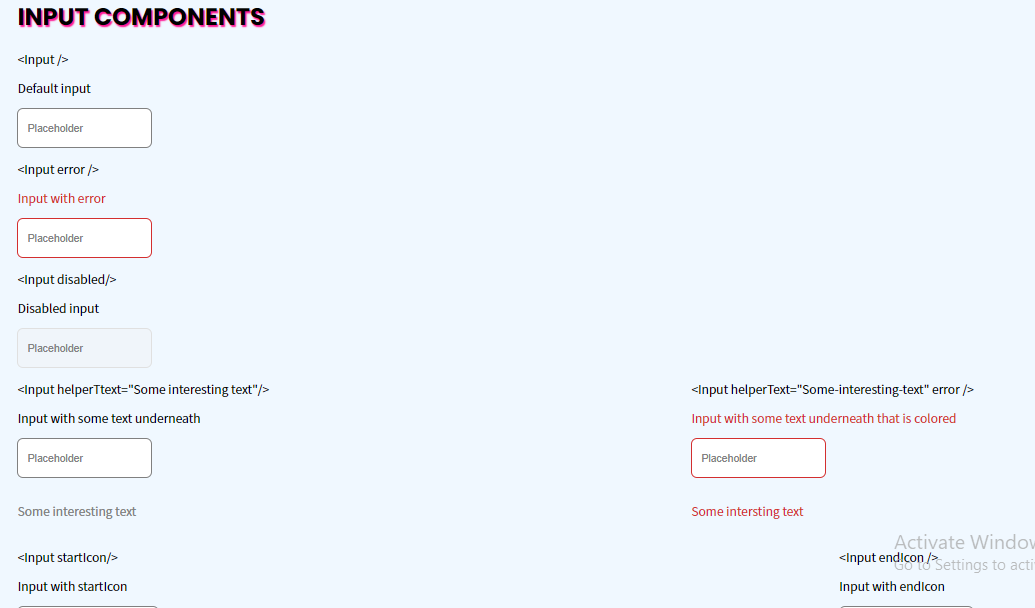 INPUT COMPONENTS
<Input />
Default input
Placeholder
<Input error />
Input with error
Placeholder
<Input disabled/>
Disabled input
Placeholder
<Input helperTtext="Some interesting text"/>
Input with some text underneath
Placeholder
Some interesting text
<Input helperText="Some-interesting-text" error />
Input with some text underneath that is colored
Placeholder
Some intersting text
<Input startIcon/>
Input with startIcon
<Input endIcon />
Input with endIcon
Activate Window
Go to Settings to acti